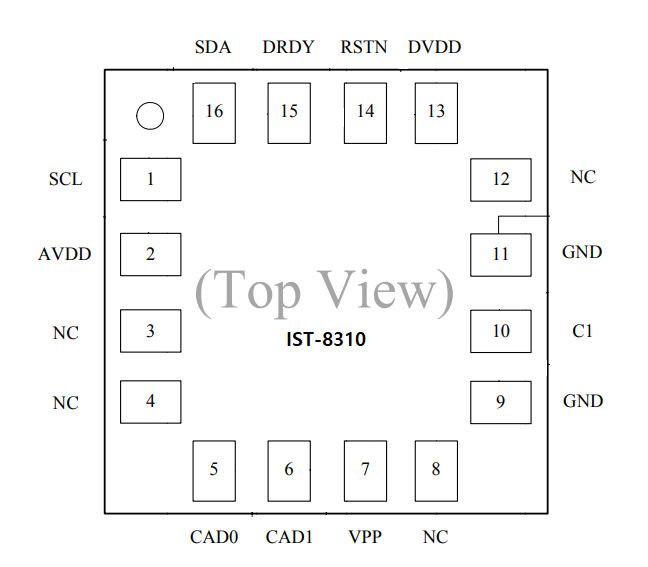 SDA DRDY RSTN DVDD
16 15 14 13
SCL 1 12 NC
AVDD 2 11 GND
(Top View)
NC 3 10 C1
IST-8310
NC 4 9 GND
5 6 7 8
CAD0 CAD1 VPP NC